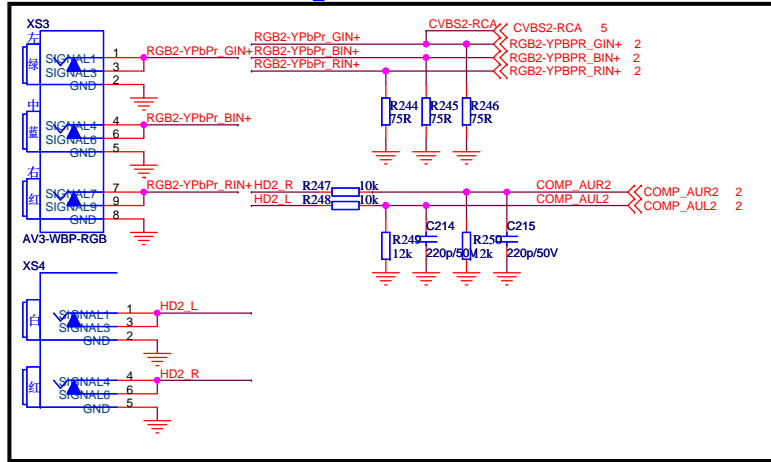 XS3
左
绿
SIGNAL1
SIGNAL3
GND
1
3
2
RGB2-YPbPr_GIN+
中
蓝
SIGNAL4
SIGNAL6
GND
4
6
5
RGB2-YPbPr_BIN+
右
红
SIGNAL7
SIGNAL9
GND
7
9
8
RGB2-YPbPr_RIN+
AV3-WBP-RGB
RGB2-YPbPr_GIN+
RGB2-YPbPr_BIN+
RGB2-YPbPr_RIN+
CVBS2-RCA
CVBS2-RCA 5
RGB2-YPBPR_GIN+ 2
RGB2-YPBPR_BIN+ 2
RGB2-YPBPR_RIN+ 2
R244
75R
R245
75R
R246
75R
HD2_R
HD2_L
R247
10k
R248
10k
COMP_AUR2
COMP_AUL2
COMP_AUR2 2
COMP_AUL2 2
R249
12k
C214
220p/50V
R250
12k
C215
220p/50V
XS4
白
SIGNAL1
SIGNAL3
GND
1
3
2
HD2_L
红
SIGNAL4
SIGNAL6
GND
4
6
5
HD2_R